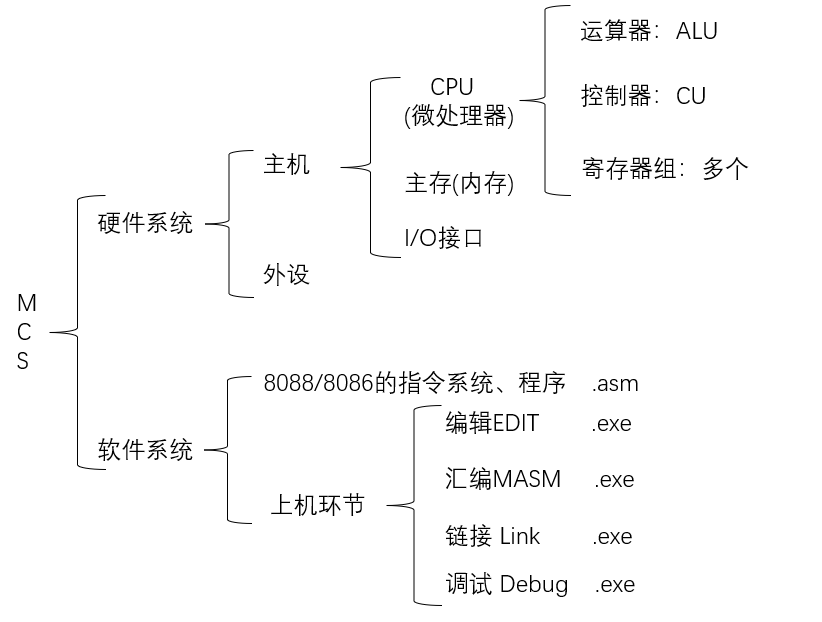 M
C
S
硬件系统
主机
CPU
(微处理器)
运算器：ALU
控制器：CU
寄存器组：多个
主存(内存)
I/O接口
外设
软件系统
8088/8086的指令系统、程序 .asm
上机环节
编辑EDIT .exe
汇编MASM .exe
链接 Link .exe
调试 Debug .exe